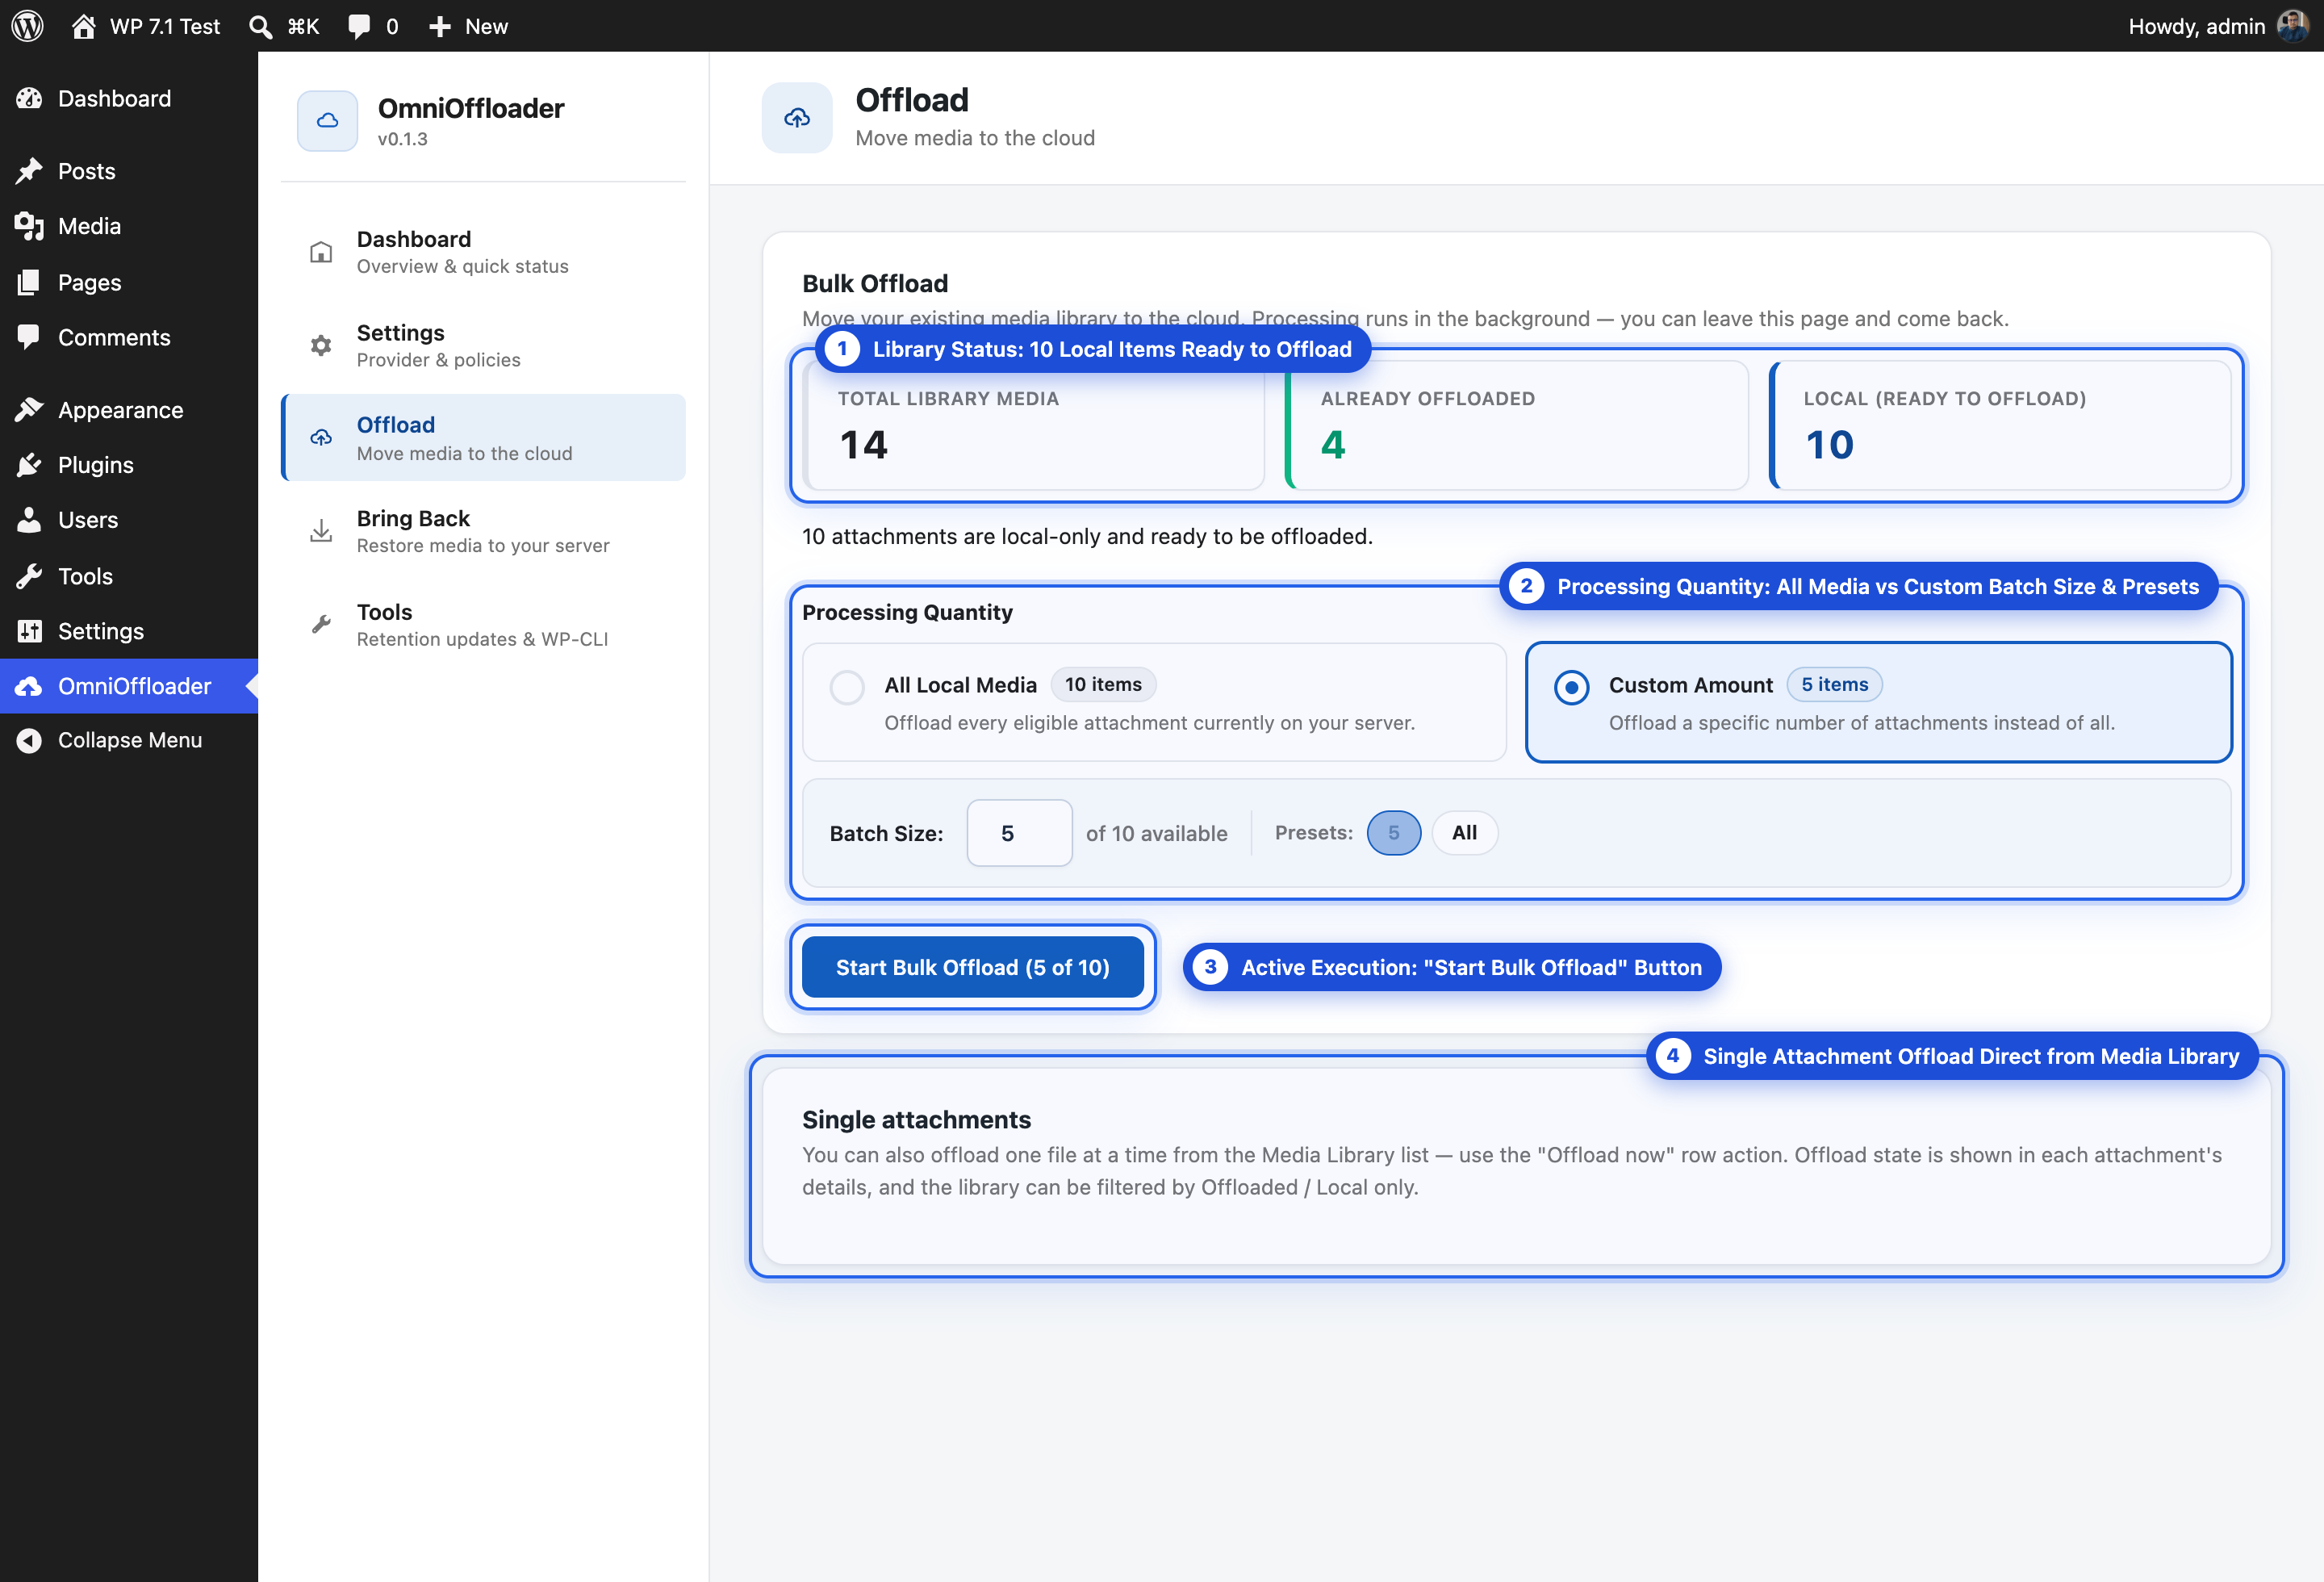 WP 7.1 Test
⌘K
0
New
Howdy, admin
Dashboard
Posts
Media
Pages
Comments
Appearance
Plugins
Users
Tools
Settings
OmniOffloader
Collapse Menu
OmniOffloader
v0.1.3
Dashboard
Overview & quick status
Settings
Provider & policies
Offload
Move media to the cloud
Bring Back
Restore media to your server
Tools
Retention updates & WP-CLI
Offload
Move media to the cloud
Bulk Offload
Move your existing media library to the cloud. Processing runs in the background — you can leave this page and come back.
1 Library Status: 10 Local Items Ready to Offload
TOTAL LIBRARY MEDIA
14
ALREADY OFFLOADED
4
LOCAL (READY TO OFFLOAD)
10
10 attachments are local-only and ready to be offloaded.
2 Processing Quantity: All Media vs Custom Batch Size & Presets
Processing Quantity
All Local Media 10 items
Offload every eligible attachment currently on your server.
Custom Amount 5 items
Offload a specific number of attachments instead of all.
Batch Size: 5 of 10 available Presets: 5 All
Start Bulk Offload (5 of 10)
3 Active Execution: "Start Bulk Offload" Button
4 Single Attachment Offload Direct from Media Library
Single attachments
You can also offload one file at a time from the Media Library list — use the "Offload now" row action. Offload state is shown in each attachment's
details, and the library can be filtered by Offloaded / Local only.